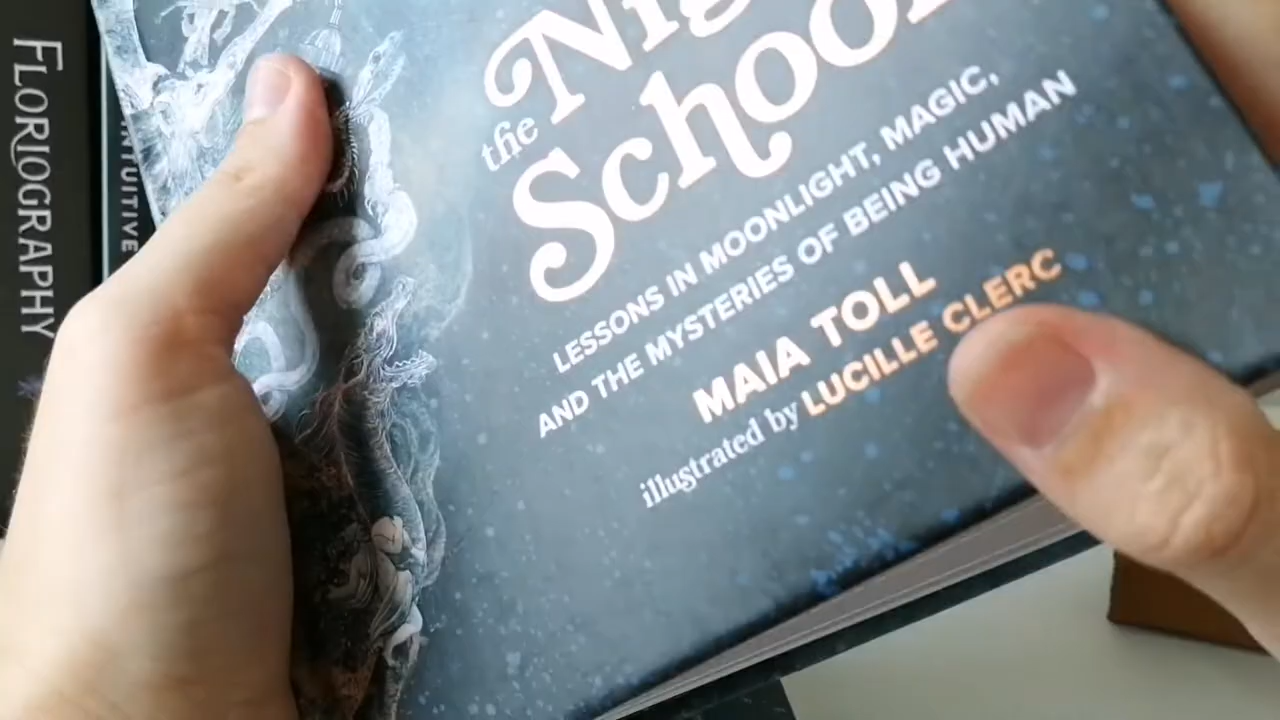 FLORIOGRAPHY
INTUITIVE
the
School
LESSONS IN MOONLIGHT, MAGIC,
AND THE MYSTERIES OF BEING HUMAN
MAIA TOLL
illustrated by LUCILLE CLERC